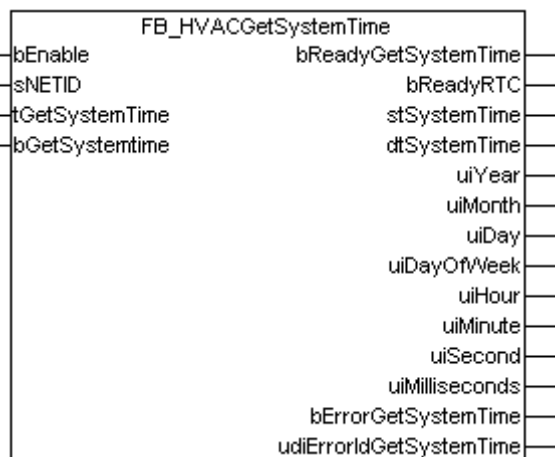 FB_HVACGetSystemTime
bEnable bReadyGetSystemTime
sNETID bReadyRTC
tGetSystemTime stSystemTime
bGetSystemtime dtSystemTime
uiYear
uiMonth
uiDay
uiDayOfWeek
uiHour
uiMinute
uiSecond
uiMilliseconds
bErrorGetSystemTime
udiErrorIdGetSystemTime